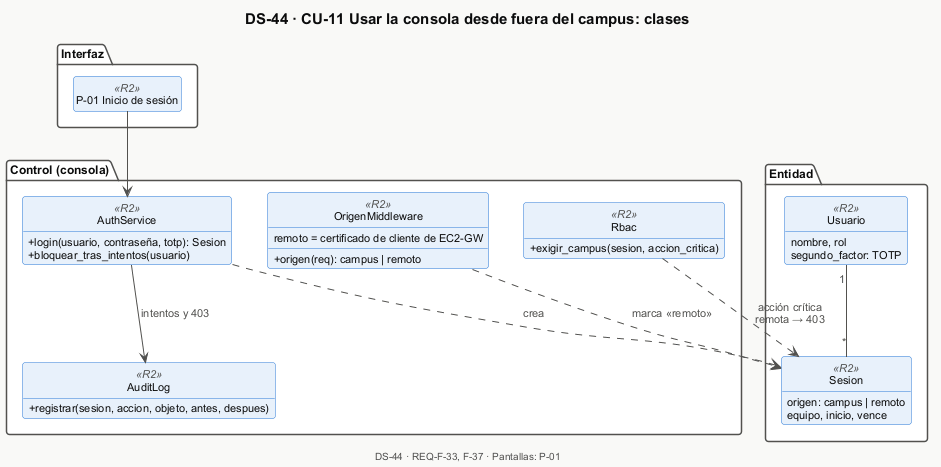 DS-44 · CU-11 Usar la consola desde fuera del campus: clases
Interfaz
«R2»
P-01 Inicio de sesión
Control (consola)
«R2»
AuthService
+login(usuario, contraseña, totp): Sesion
+bloquear_tras_intentos(usuario)
«R2»
OrigenMiddleware
remoto = certificado de cliente de EC2-GW
+origen(req): campus | remoto
«R2»
Rbac
+exigir_campus(sesion, accion_critica)
Entidad
«R2»
Usuario
nombre, rol
segundo_factor: TOTP
1
intentos y 403
crea
marca «remoto»
acción crítica
remota → 403
*
«R2»
AuditLog
+registrar(sesion, accion, objeto, antes, despues)
«R2»
Sesion
origen: campus | remoto
equipo, inicio, vence
DS-44 · REQ-F-33, F-37 · Pantallas: P-01